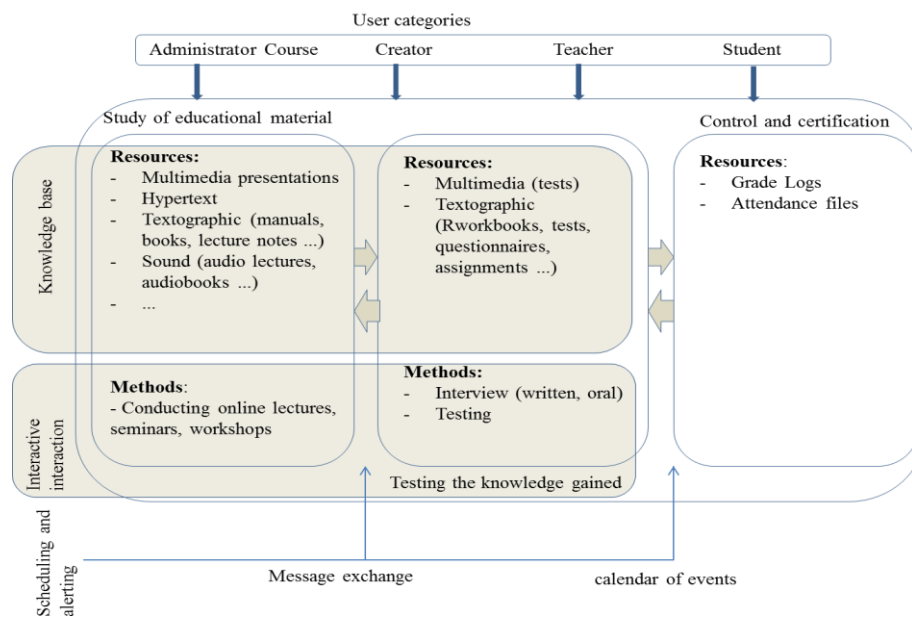 User categories
Administrator Course Creator Teacher Student
Study of educational material
Control and certification
Knowledge base
Resources:
- Multimedia presentations
- Hypertext
- Textographic (manuals,
books, lecture notes ...)
- Sound (audio lectures,
audiobooks ...)
- ...
Resources:
- Multimedia (tests)
- Textographic
(Rworkbooks, tests,
questionnaires,
assignments ...)
Resources:
- Grade Logs
- Attendance files
Interactive
interaction
Methods:
- Conducting online lectures,
seminars, workshops
Methods:
- Interview (written, oral)
- Testing
Testing the knowledge gained
Scheduling and
alerting
Message exchange
calendar of events